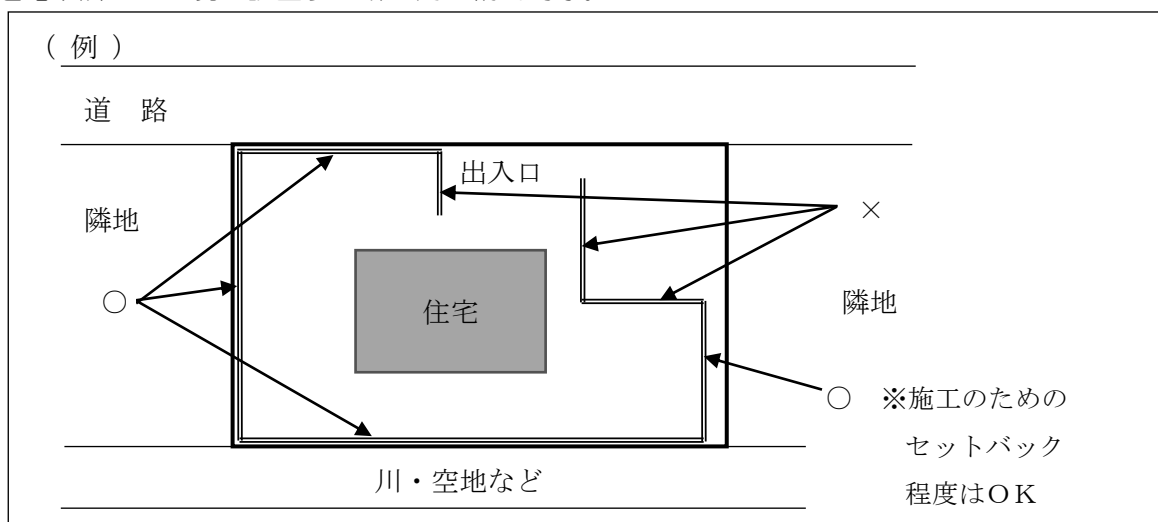 (例)
道 路
出入口
隣地
×
○
住宅
隣地
○ ※施工のための
セットバック
程度はOK
川・空地など